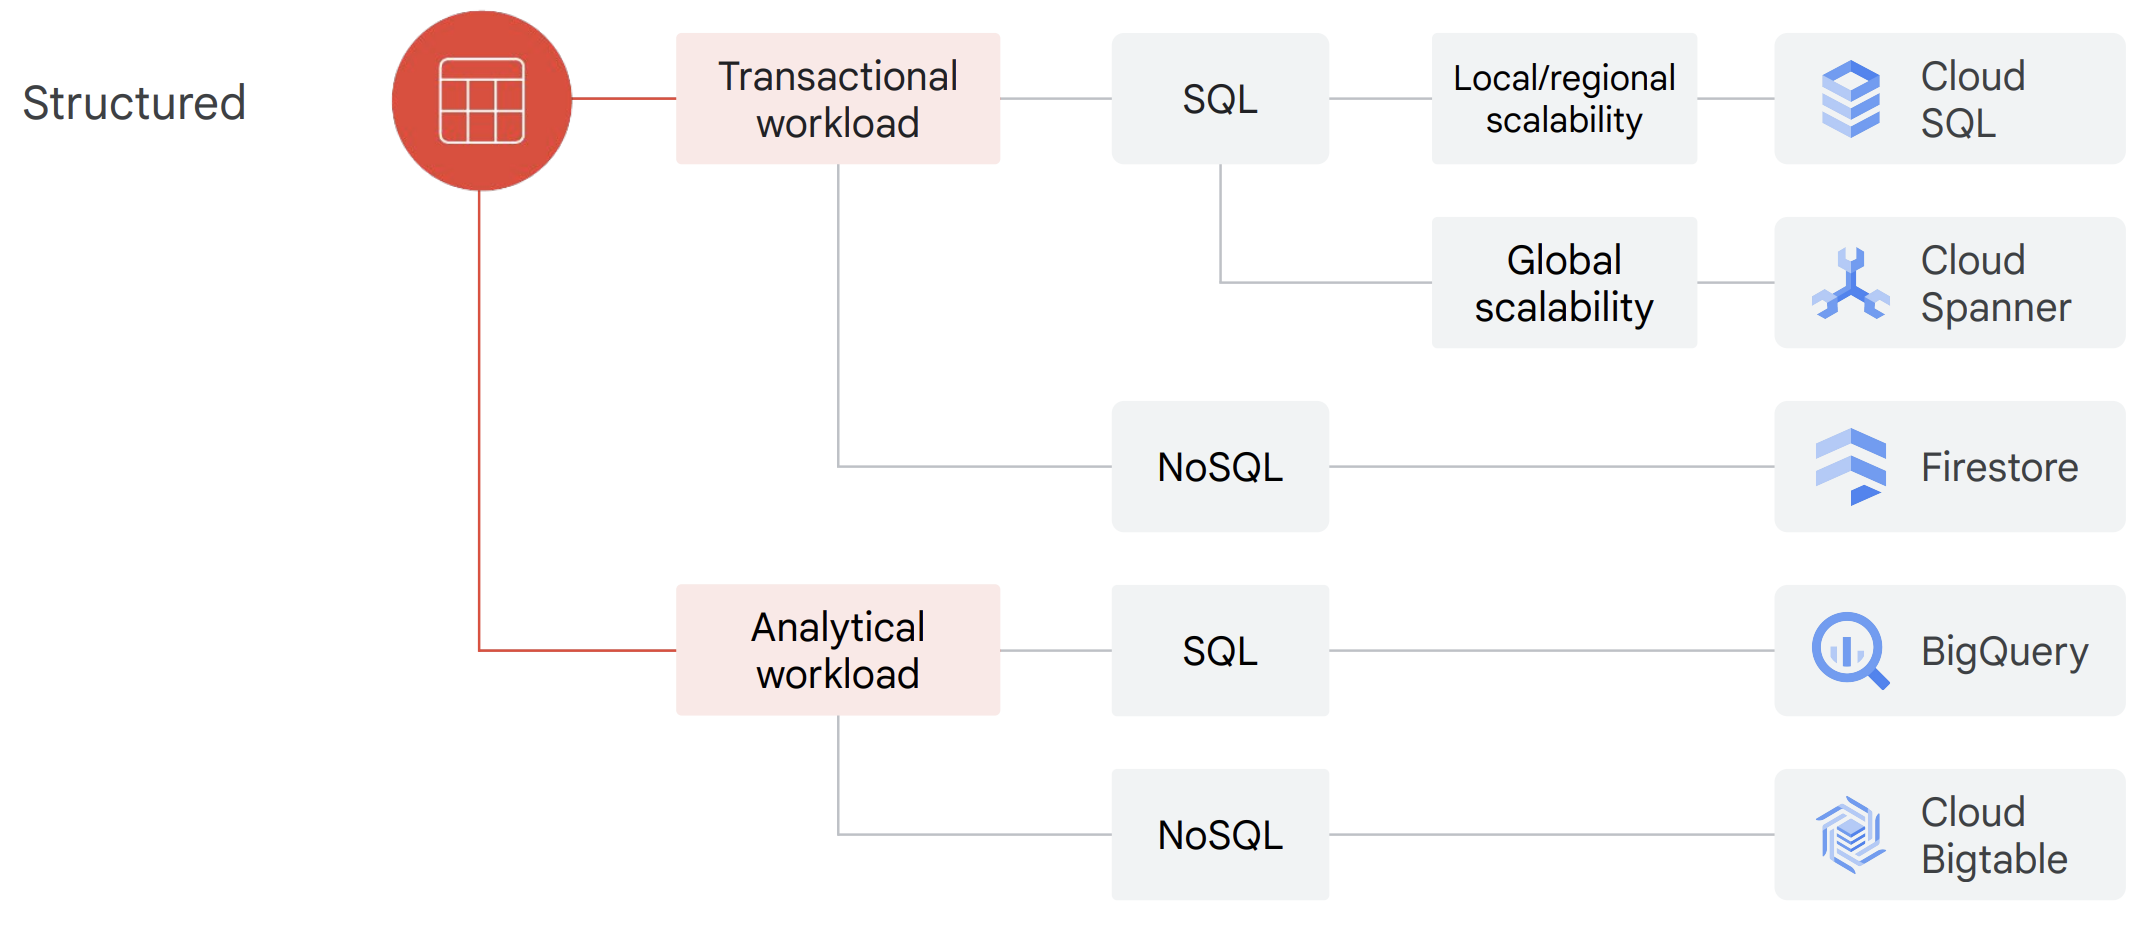 Structured
Transactional
workload
SQL
Local/regional
scalability
Cloud
SQL
Global
scalability
Cloud
Spanner
NoSQL
Firestore
Analytical
workload
SQL
BigQuery
NoSQL
Cloud
Bigtable